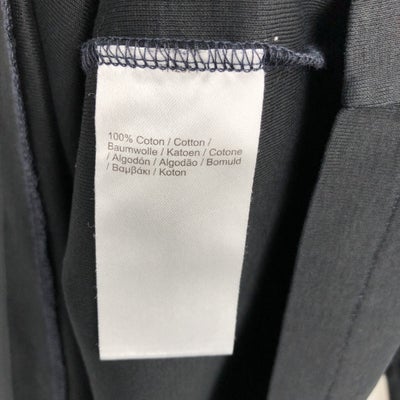 100% Coton / Cotton /
Baumwolle / Katoen / Cotone
/ Algodón / Algodão / Bomuld
/ Βαμβάκι / Koton